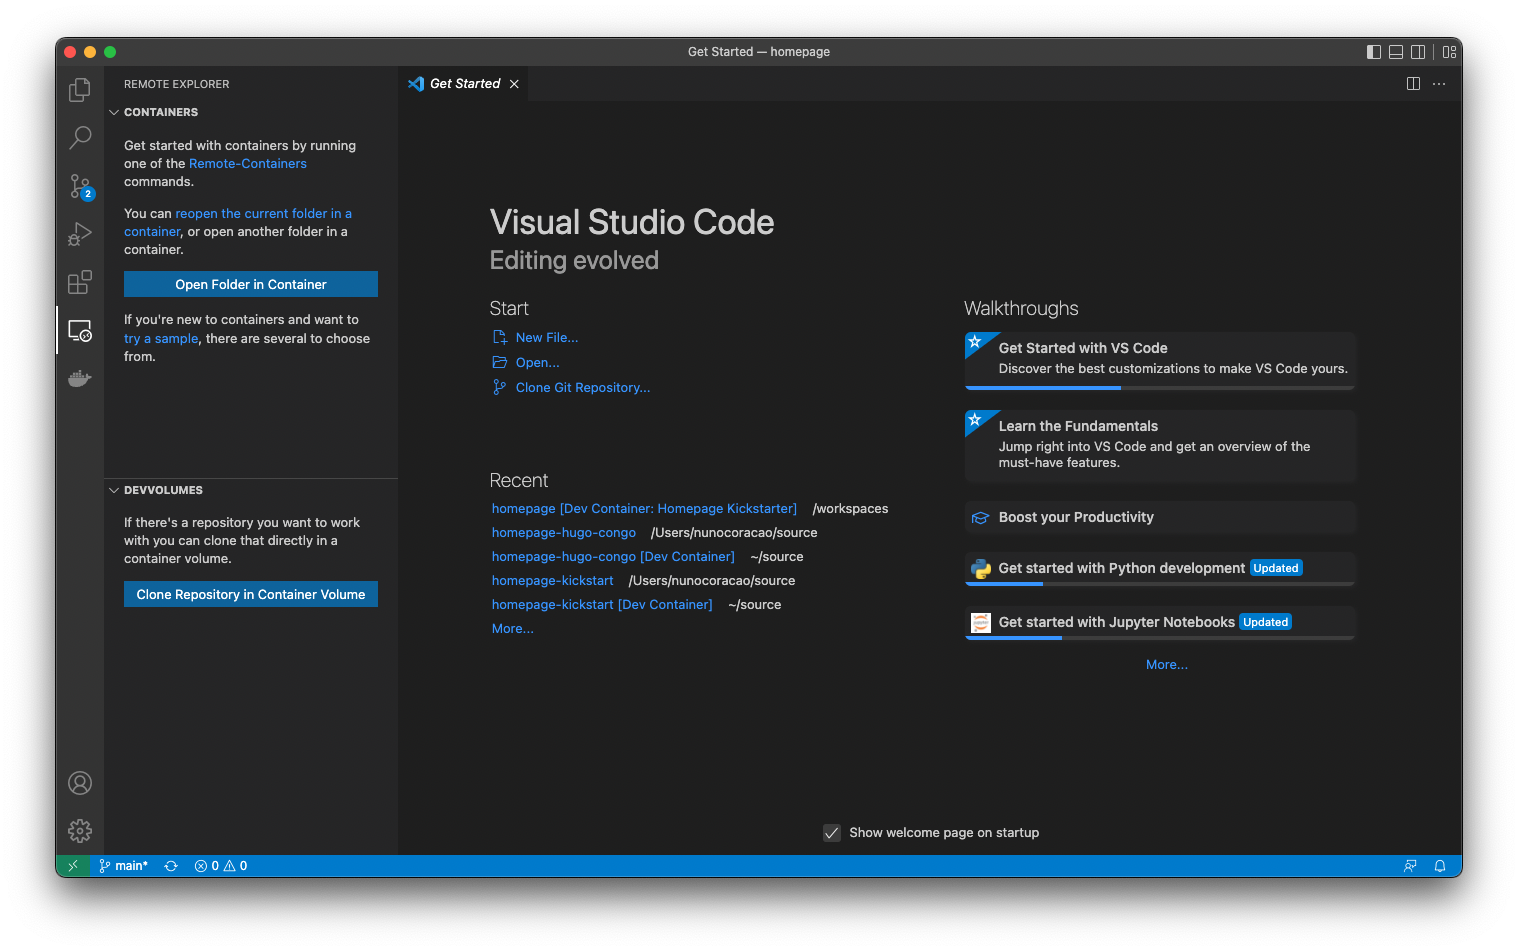 Get Started — homepage
REMOTE EXPLORER
CONTAINERS
Get started with containers by running
one of the Remote-Containers
commands.
You can reopen the current folder in a
container, or open another folder in a
container.
Open Folder in Container
If you're new to containers and want to
try a sample, there are several to choose
from.
DEVVOLUMES
If there's a repository you want to work
with you can clone that directly in a
container volume.
Clone Repository in Container Volume
2
Get Started
Visual Studio Code
Editing evolved
Start
New File...
Open...
Clone Git Repository...
Recent
homepage [Dev Container: Homepage Kickstarter] /workspaces
homepage-hugo-congo /Users/nunocoracao/source
homepage-hugo-congo [Dev Container] ~/source
homepage-kickstart /Users/nunocoracao/source
homepage-kickstart [Dev Container] ~/source
More...
Walkthroughs
Get Started with VS Code
Discover the best customizations to make VS Code yours.
Learn the Fundamentals
Jump right into VS Code and get an overview of the
must-have features.
Boost your Productivity
Get started with Python development Updated
Get started with Jupyter Notebooks Updated
More...
Show welcome page on startup
main* 0 0